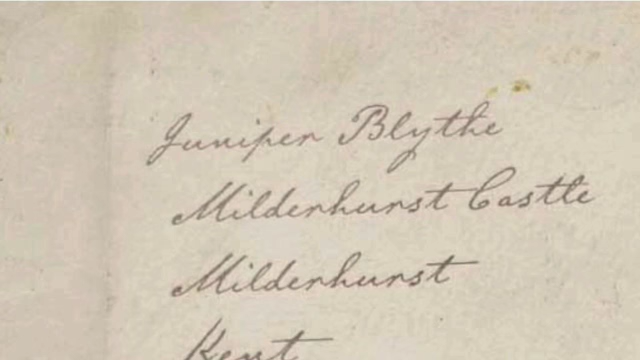 Juniper Blythe
Milderhurst Castle
Milderhurst
Kent